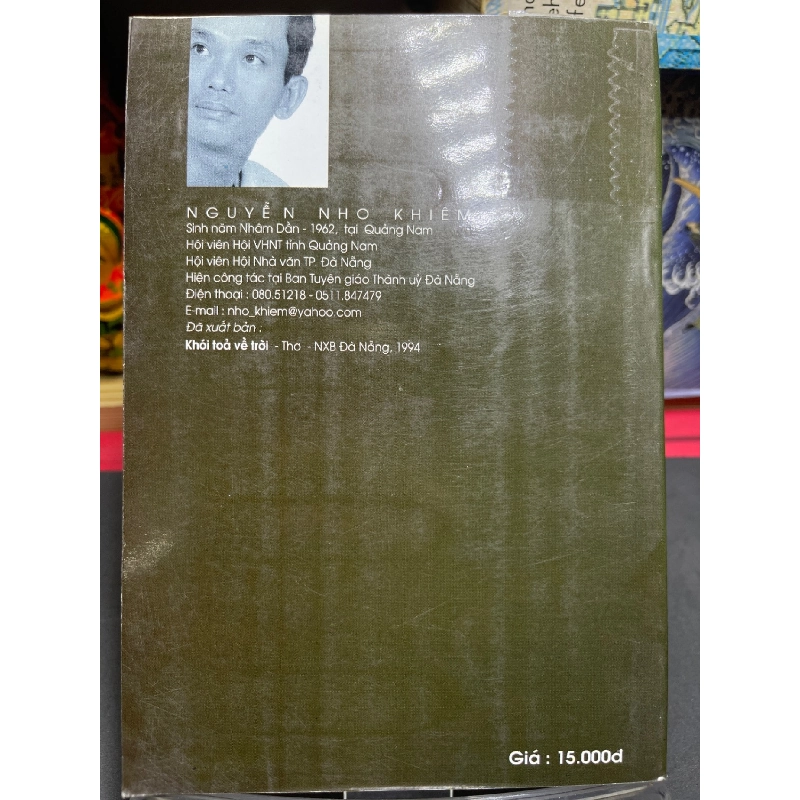 NGUYỄN NHO KHIÊM
Sinh năm Nhâm Dần - 1962, tại Quảng Nam
Hội viên Hội VHNT tỉnh Quảng Nam
Hội viên Hội Nhà văn TP. Đà Nẵng
Hiện công tác tại Ban Tuyên giáo Thành uỷ Đà Nẵng
Điện thoại : 080.51218 - 0511.847479
E-mail : nho_khiem@yahoo.com
Đã xuất bản :
Khói toả về trời - Thơ - NXB Đà Nẵng, 1994
Giá : 15.000đ